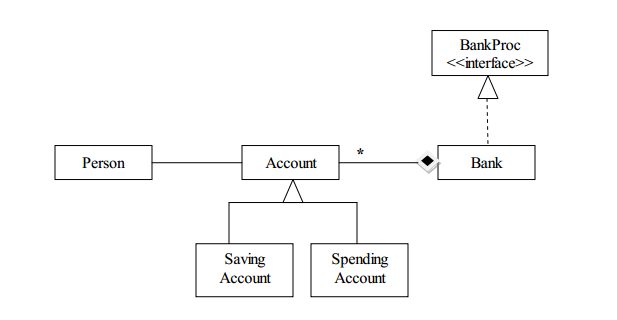 BankProc
<<interface>>
Person
Account
*
Bank
Saving
Account
Spending
Account